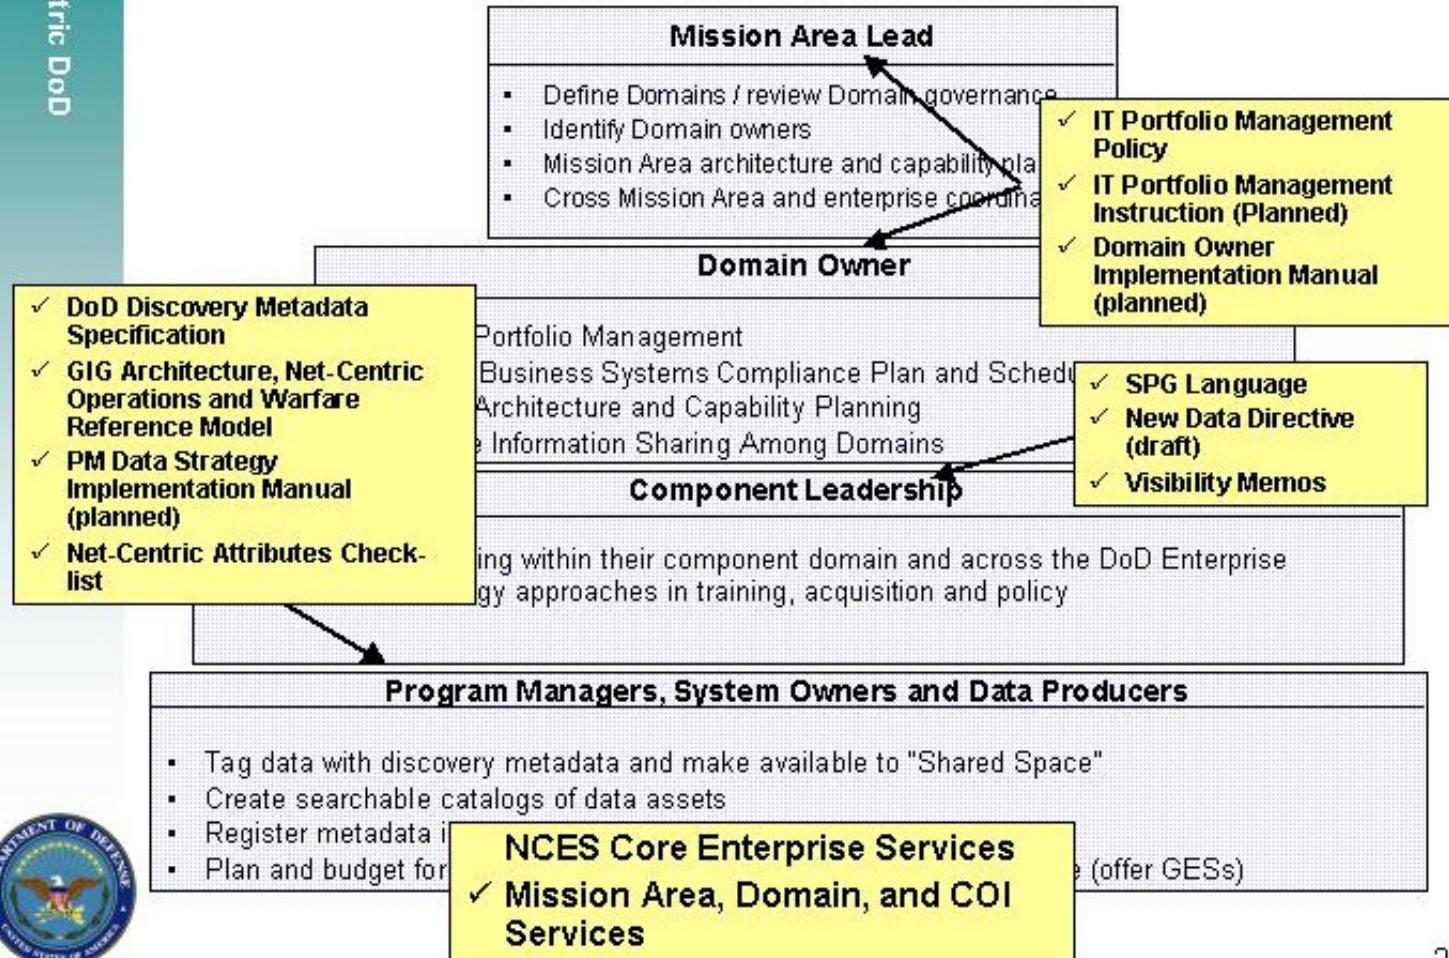 tric DoD
Mission Area Lead
▪ Define Domains / review Domain governance
▪ Identify Domain owners
▪ Mission Area architecture and capability pla
▪ Cross Mission Area and enterprise coordina
✓ IT Portfolio Management
Policy
✓ IT Portfolio Management
Instruction (Planned)
✓ Domain Owner
Implementation Manual
(planned)
Domain Owner
Portfolio Management
Business Systems Compliance Plan and Schedu
Architecture and Capability Planning
e Information Sharing Among Domains
✓ DoD Discovery Metadata
Specification
✓ GIG Architecture, Net-Centric
Operations and Warfare
Reference Model
✓ PM Data Strategy
Implementation Manual
(planned)
✓ Net-Centric Attributes Check-
list
✓ SPG Language
✓ New Data Directive
(draft)
✓ Visibility Memos
Component Leadership
ing within their component domain and across the DoD Enterprise
gy approaches in training, acquisition and policy
Program Managers, System Owners and Data Producers
▪ Tag data with discovery metadata and make available to "Shared Space"
▪ Create searchable catalogs of data assets
▪ Register metadata i
▪ Plan and budget for e (offer GESs)
NCES Core Enterprise Services
✓ Mission Area, Domain, and COI
Services
ARTMENT OF DEFENSE
UNITED STATES OF AMERICA